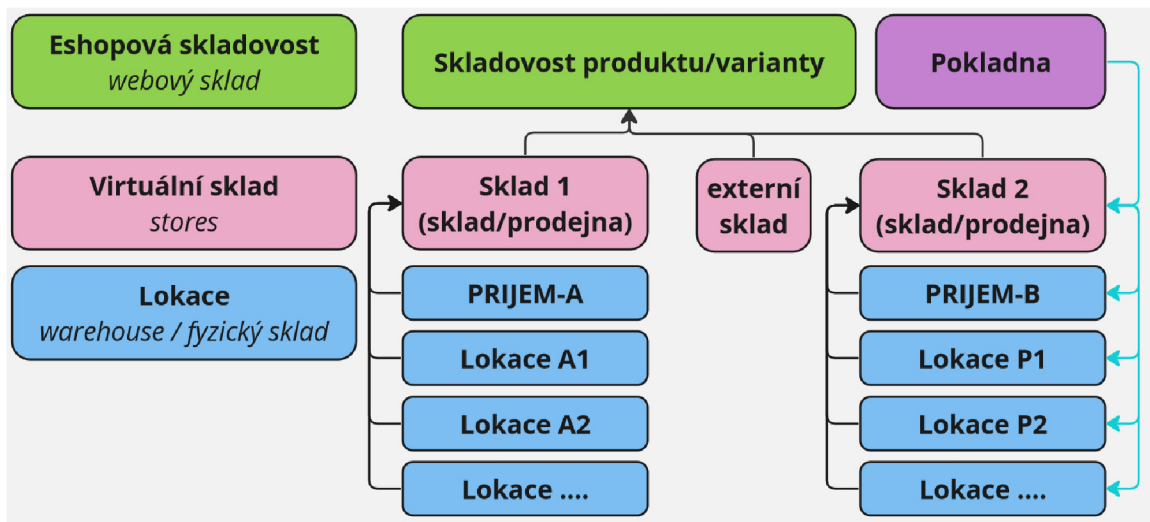 Eshopová skladovost
webový sklad
Skladovost produktu/varianty
Pokladna
Virtuální sklad
stores
Sklad 1
(sklad/prodejna)
externí
sklad
Sklad 2
(sklad/prodejna)
Lokace
warehouse / fyzický sklad
PRIJEM-A
Lokace A1
Lokace A2
Lokace ....
PRIJEM-B
Lokace P1
Lokace P2
Lokace ....